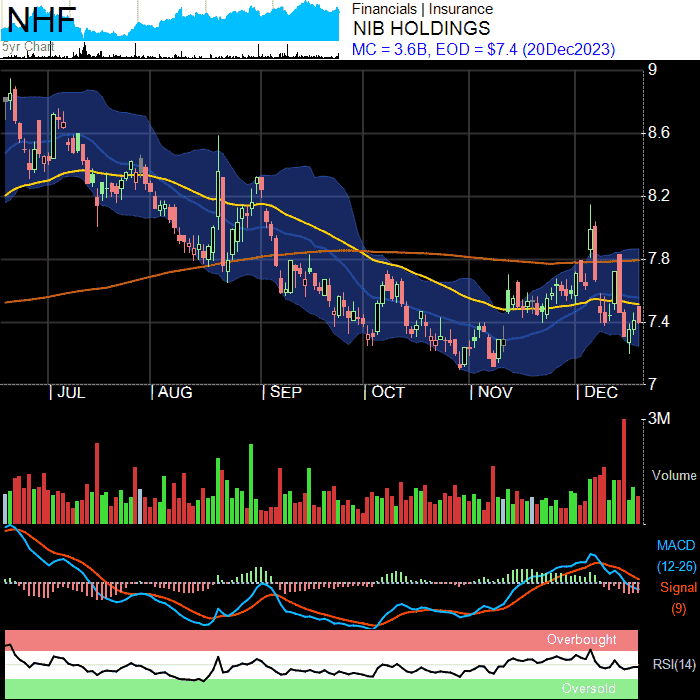 NHF
5yr Chart
Financials | Insurance
NIB HOLDINGS
MC = 3.6B, EOD = $7.4 (20Dec2023)
9
8.6
8.2
7.8
7.4
7
| JUL | AUG | SEP | OCT | NOV | DEC
3M
Volume
MACD
(12-26)
Signal
(9)
Overbought
RSI(14)
Oversold